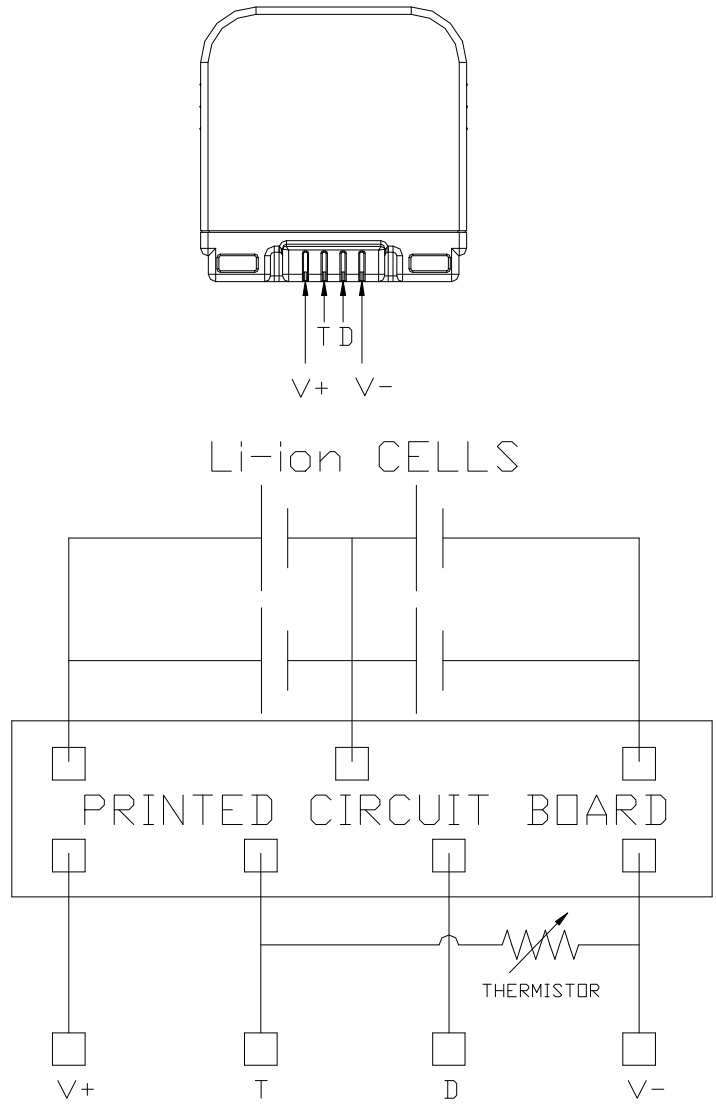 T D
V+ V-
Li-ion CELLS
PRINTED CIRCUIT BOARD
THERMISTOR
V+ T D V-